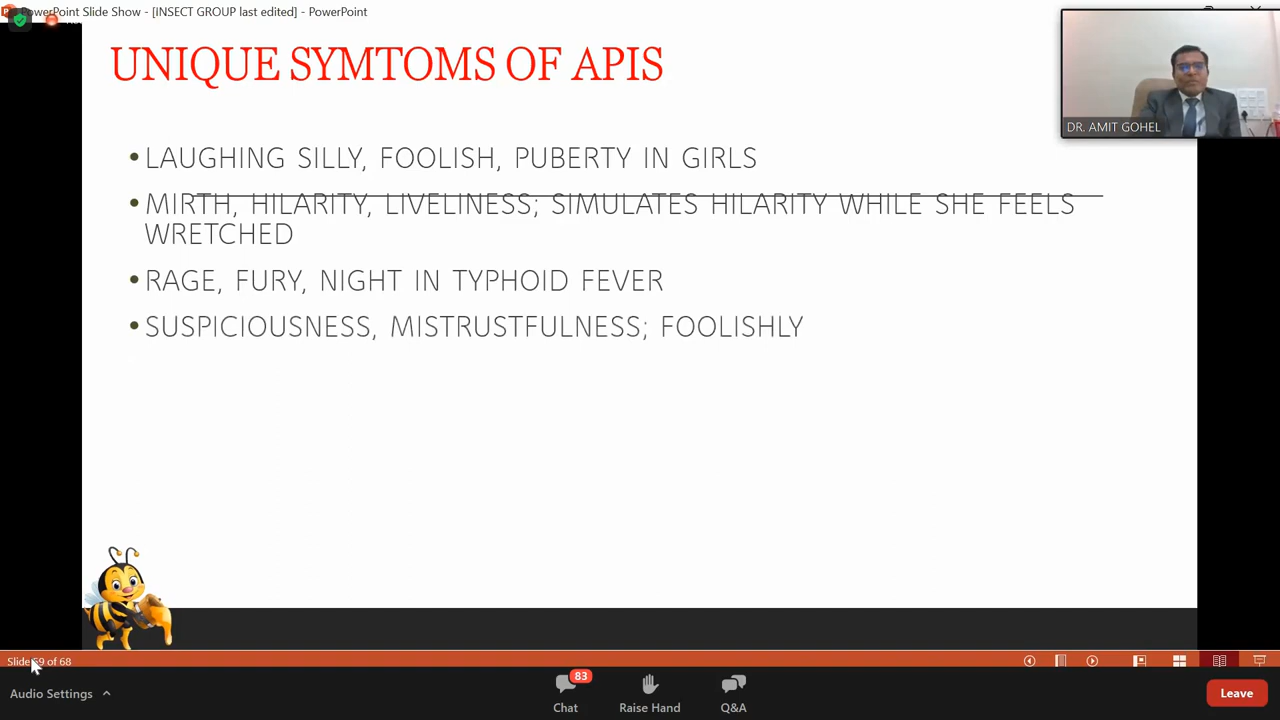 PowerPoint Slide Show - [INSECT GROUP last edited] - PowerPoint
UNIQUE SYMTOMS OF APIS
DR. AMIT GOHEL
• LAUGHING SILLY, FOOLISH, PUBERTY IN GIRLS
• MIRTH, HILARITY, LIVELINESS; SIMULATES HILARITY WHILE SHE FEELS
WRETCHED
• RAGE, FURY, NIGHT IN TYPHOID FEVER
• SUSPICIOUSNESS, MISTRUSTFULNESS; FOOLISHLY
Slide 59 of 68
Audio Settings
83
Chat
Raise Hand
Q&A
Leave